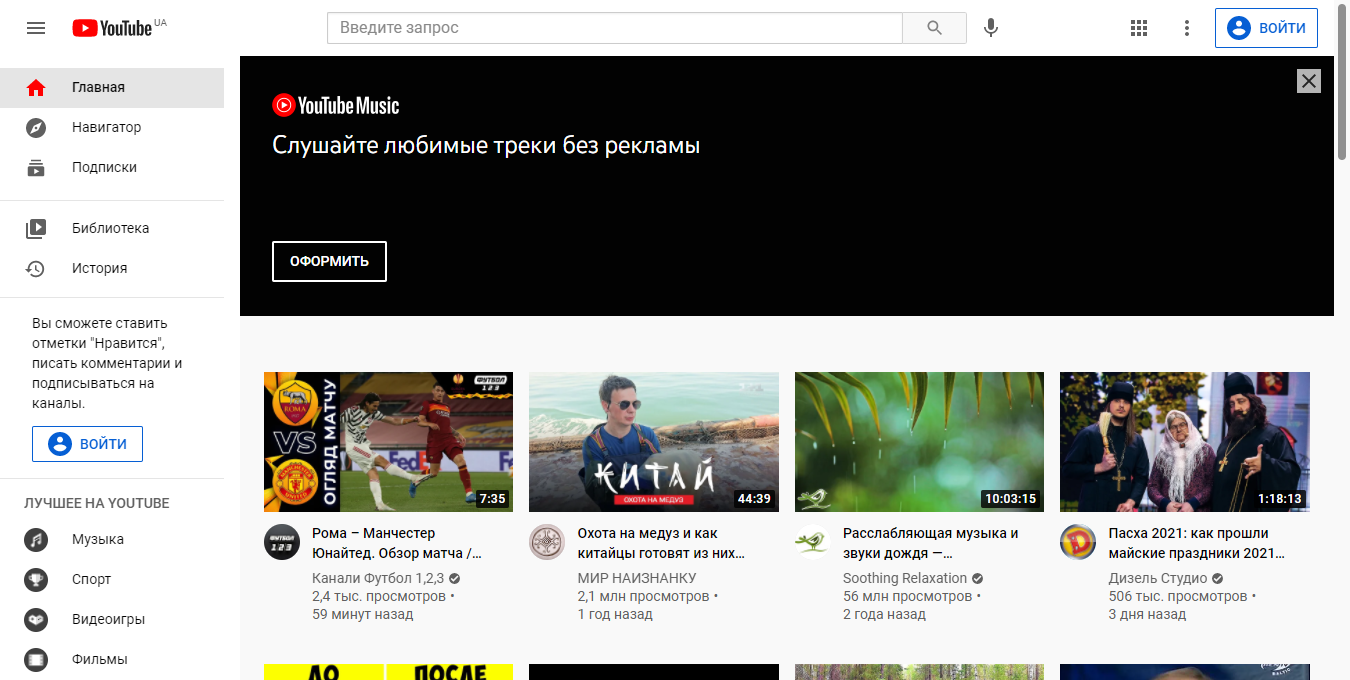 YouTube UA
Введите запрос
ВОЙТИ
Главная
Навигатор
Подписки
Библиотека
История
Вы сможете ставить
отметки "Нравится",
писать комментарии и
подписываться на
каналы.
ВОЙТИ
ЛУЧШЕЕ НА YOUTUBE
Музыка
Спорт
Видеоигры
Фильмы
YouTube Music
Слушайте любимые треки без рекламы
ОФОРМИТЬ
ROMA
VS
MANCHESTER
UNITED
ОГЛЯД МАТЧУ
ФУТБОЛ
1 2 3
FedEx
7:35
Рома – Манчестер
Юнайтед. Обзор матча /...
Канали Футбол 1,2,3
2,4 тыс. просмотров •
59 минут назад
КИТАЙ
ОХОТА НА МЕДУЗ
44:39
Охота на медуз и как
китайцы готовят из них...
МИР НАИЗНАНКУ
2,1 млн просмотров •
1 год назад
10:03:15
Расслабляющая музыка и
звуки дождя —...
Soothing Relaxation
56 млн просмотров •
2 года назад
1:18:13
Пасха 2021: как прошли
майские праздники 2021...
Дизель Студио
506 тыс. просмотров •
3 дня назад
ДО
ПОСЛЕ
BALTIC